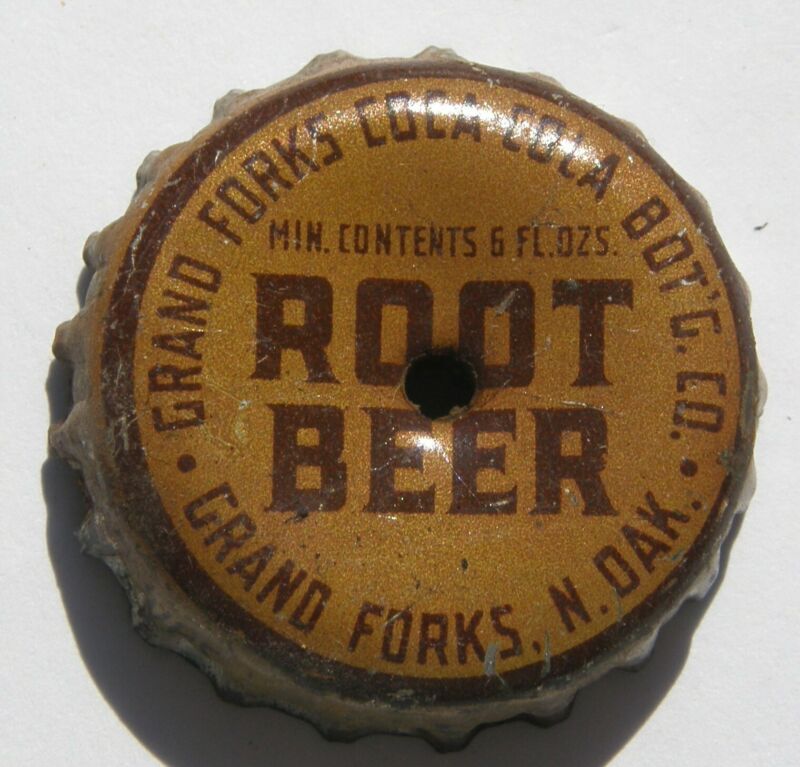 GRAND FORKS COCA-COLA BOT'G. CO.
MIN. CONTENTS 6 FL.OZS.
ROOT
BEER
GRAND FORKS, N. DAK.